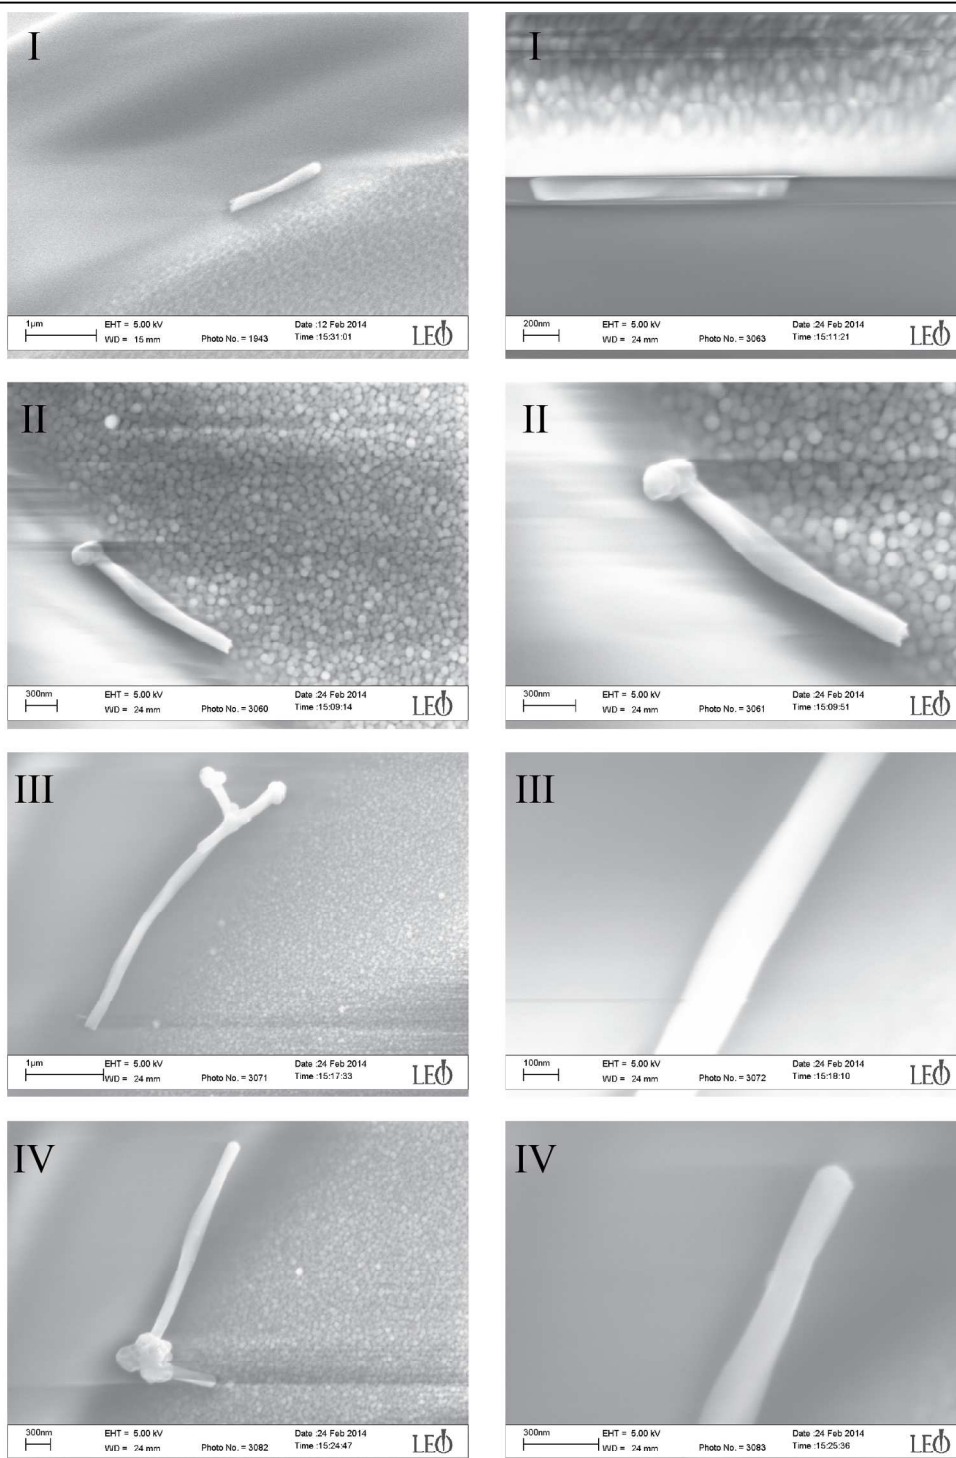 I
1µm
EHT = 5.00 kV
WD = 15 mm
Photo No. = 1943
Date :12 Feb 2014
Time :15:31:01
LEO
I
200nm
EHT = 5.00 kV
WD = 24 mm
Photo No. = 3063
Date :24 Feb 2014
Time :15:11:21
LEO
II
300nm
EHT = 5.00 kV
WD = 24 mm
Photo No. = 3060
Date :24 Feb 2014
Time :15:09:14
LEO
II
300nm
EHT = 5.00 kV
WD = 24 mm
Photo No. = 3061
Date :24 Feb 2014
Time :15:09:51
LEO
III
1µm
EHT = 5.00 kV
WD = 24 mm
Photo No. = 3071
Date :24 Feb 2014
Time :15:17:33
LEO
III
100nm
EHT = 5.00 kV
WD = 24 mm
Photo No. = 3072
Date :24 Feb 2014
Time :15:18:10
LEO
IV
300nm
EHT = 5.00 kV
WD = 24 mm
Photo No. = 3082
Date :24 Feb 2014
Time :15:24:47
LEO
IV
300nm
EHT = 5.00 kV
WD = 24 mm
Photo No. = 3083
Date :24 Feb 2014
Time :15:25:36
LEO